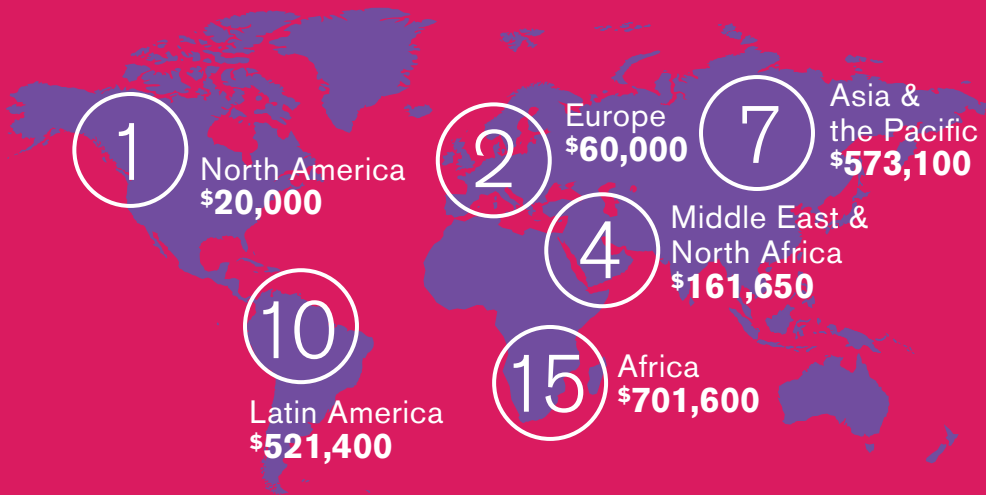 1
North America
$20,000
2
Europe
$60,000
7
Asia &
the Pacific
$573,100
4
Middle East &
North Africa
$161,650
10
Latin America
$521,400
15
Africa
$701,600